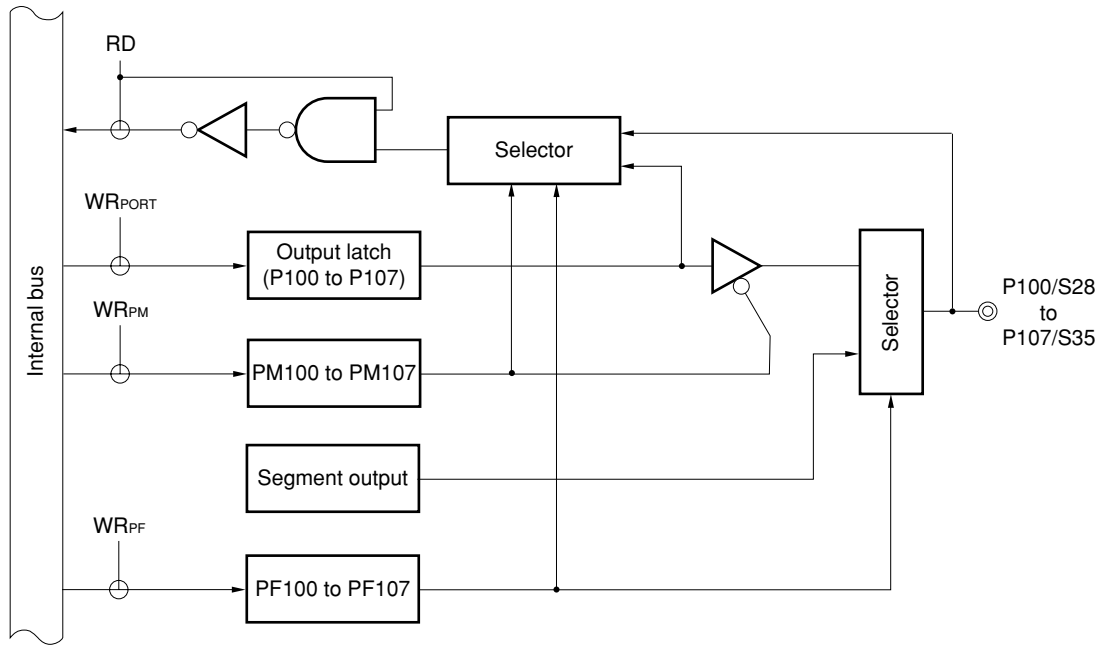 RD
Selector
WRPORT
Output latch
(P100 to P107)
WRPM
PM100 to PM107
Internal bus
Selector
P100/S28
to
P107/S35
Segment output
WRPF
PF100 to PF107